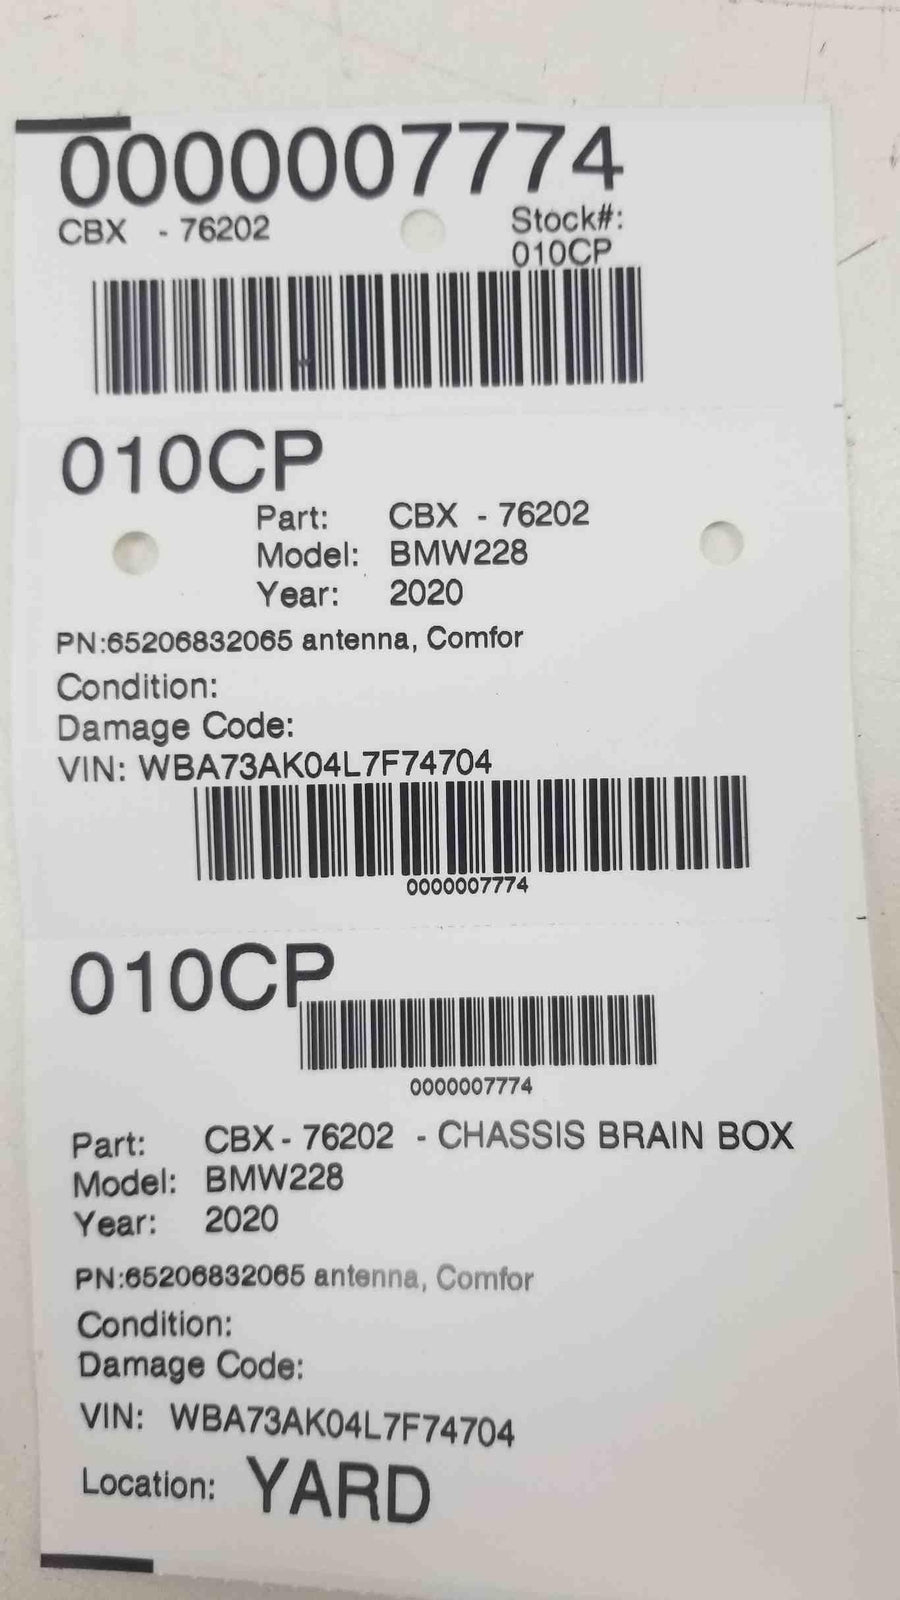 0000007774
CBX - 76202
Stock#:
010CP
010CP
Part: CBX - 76202
Model: BMW228
Year: 2020
PN:65206832065 antenna, Comfor
Condition:
Damage Code:
VIN: WBA73AK04L7F74704
0000007774
010CP
0000007774
Part: CBX - 76202 - CHASSIS BRAIN BOX
Model: BMW228
Year: 2020
PN:65206832065 antenna, Comfor
Condition:
Damage Code:
VIN: WBA73AK04L7F74704
Location: YARD